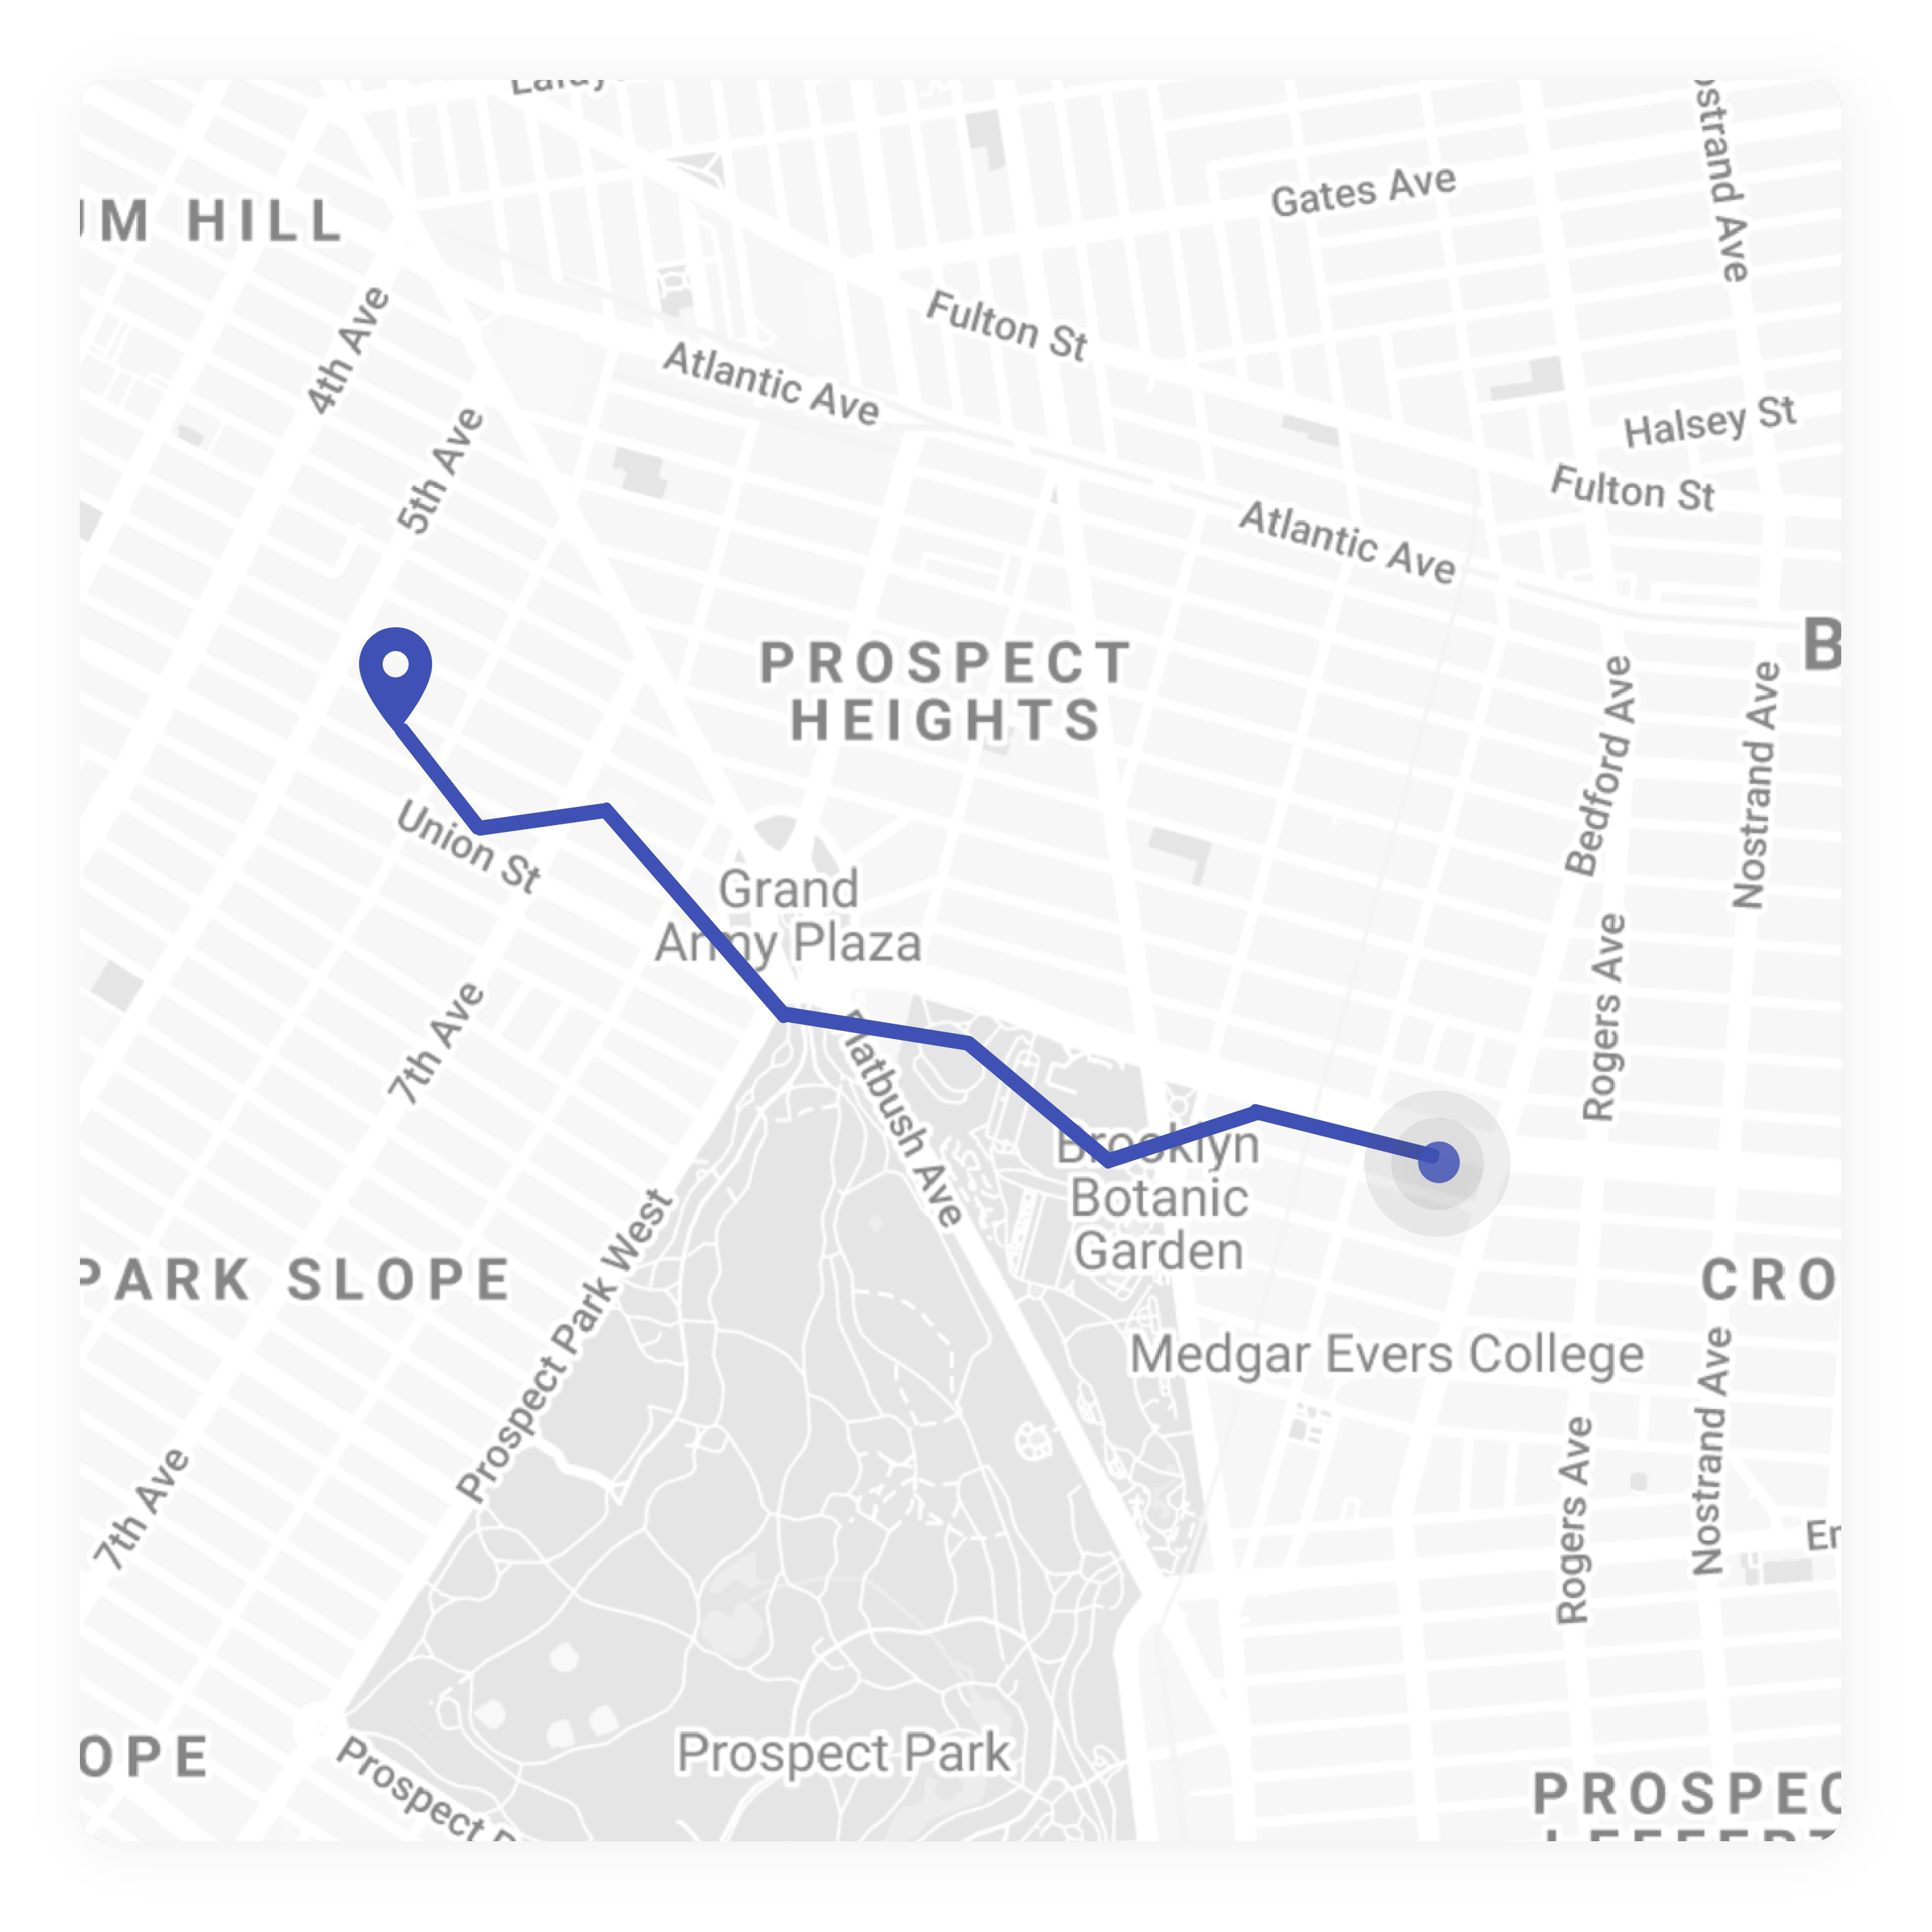 Gates Ave
UM HILL
4th Ave
Fulton St
Atlantic Ave
Halsey St
5th Ave
Fulton St
Atlantic Ave
PROSPECT
HEIGHTS
B
Bedford Ave
Nostrand Ave
Union St
Grand
Army Plaza
Rogers Ave
7th Ave
Flatbush Ave
Brooklyn
Botanic
Garden
Prospect Park West
PARK SLOPE
CRO
Medgar Evers College
Nostrand Ave
7th Ave
Rogers Ave
Er
Prospect Park
OPE
Prospect
PROSPEC